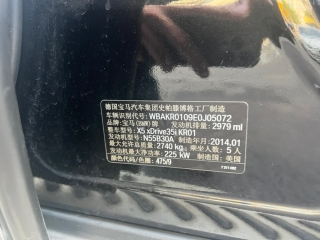 德国宝马汽车集团史帕滕博格工厂制造
车辆识别代号: WBAKR0109E0J05072
品牌: 宝马(BMW)牌 发动机排量: 2979 ml
整车型号: X5 xDrive35i KR01
发动机型号: N55B30A 制造年月: 2014.01
最大允许总质量: 2740 kg 乘坐人数: 5 人
发动机最大净功率: 225 kW 制造国: 美国
颜色代码/色圈: 475/9